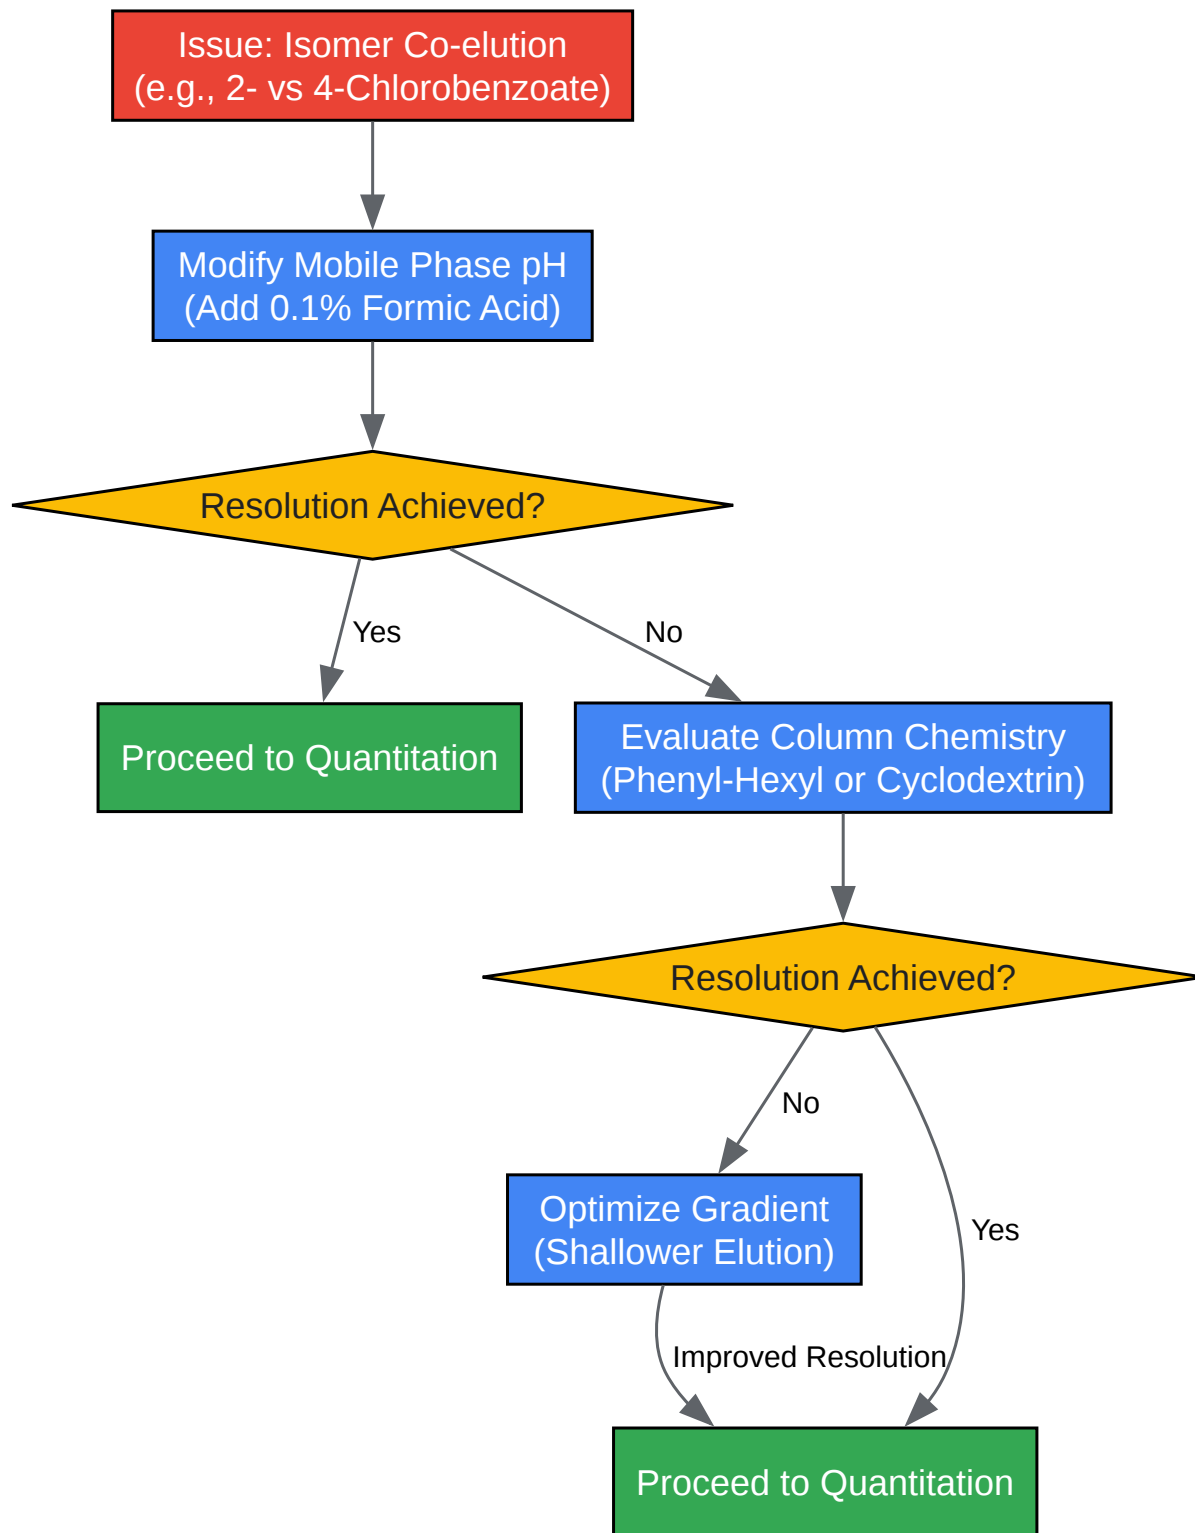 Issue: Isomer Co-elution
(e.g., 2- vs 4-Chlorobenzoate)
Modify Mobile Phase pH
(Add 0.1% Formic Acid)
Resolution Achieved?
Yes
No
Proceed to Quantitation
Evaluate Column Chemistry
(Phenyl-Hexyl or Cyclodextrin)
Resolution Achieved?
No
Optimize Gradient
(Shallower Elution)
Yes
Improved Resolution
Proceed to Quantitation